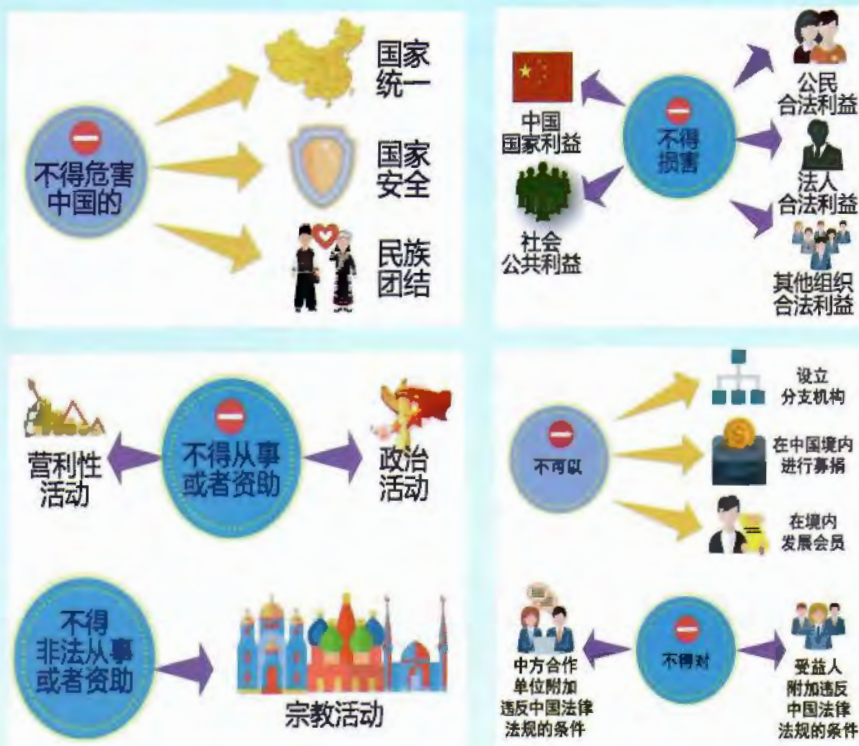 不得危害
中国的
国家
统一
国家
安全
民族
团结
不得
损害
中国
国家利益
社会
公共利益
公民
合法利益
法人
合法利益
其他组织
合法利益
不得从事
或者资助
营利性
活动
政治
活动
不得
非法从事
或者资助
宗教活动
不可以
设立
分支机构
在中国境内
进行募捐
在境内
发展会员
不得对
中方合作
单位附加
违反中国法律
法规的条件
受益人
附加违反
中国法律
法规的条件